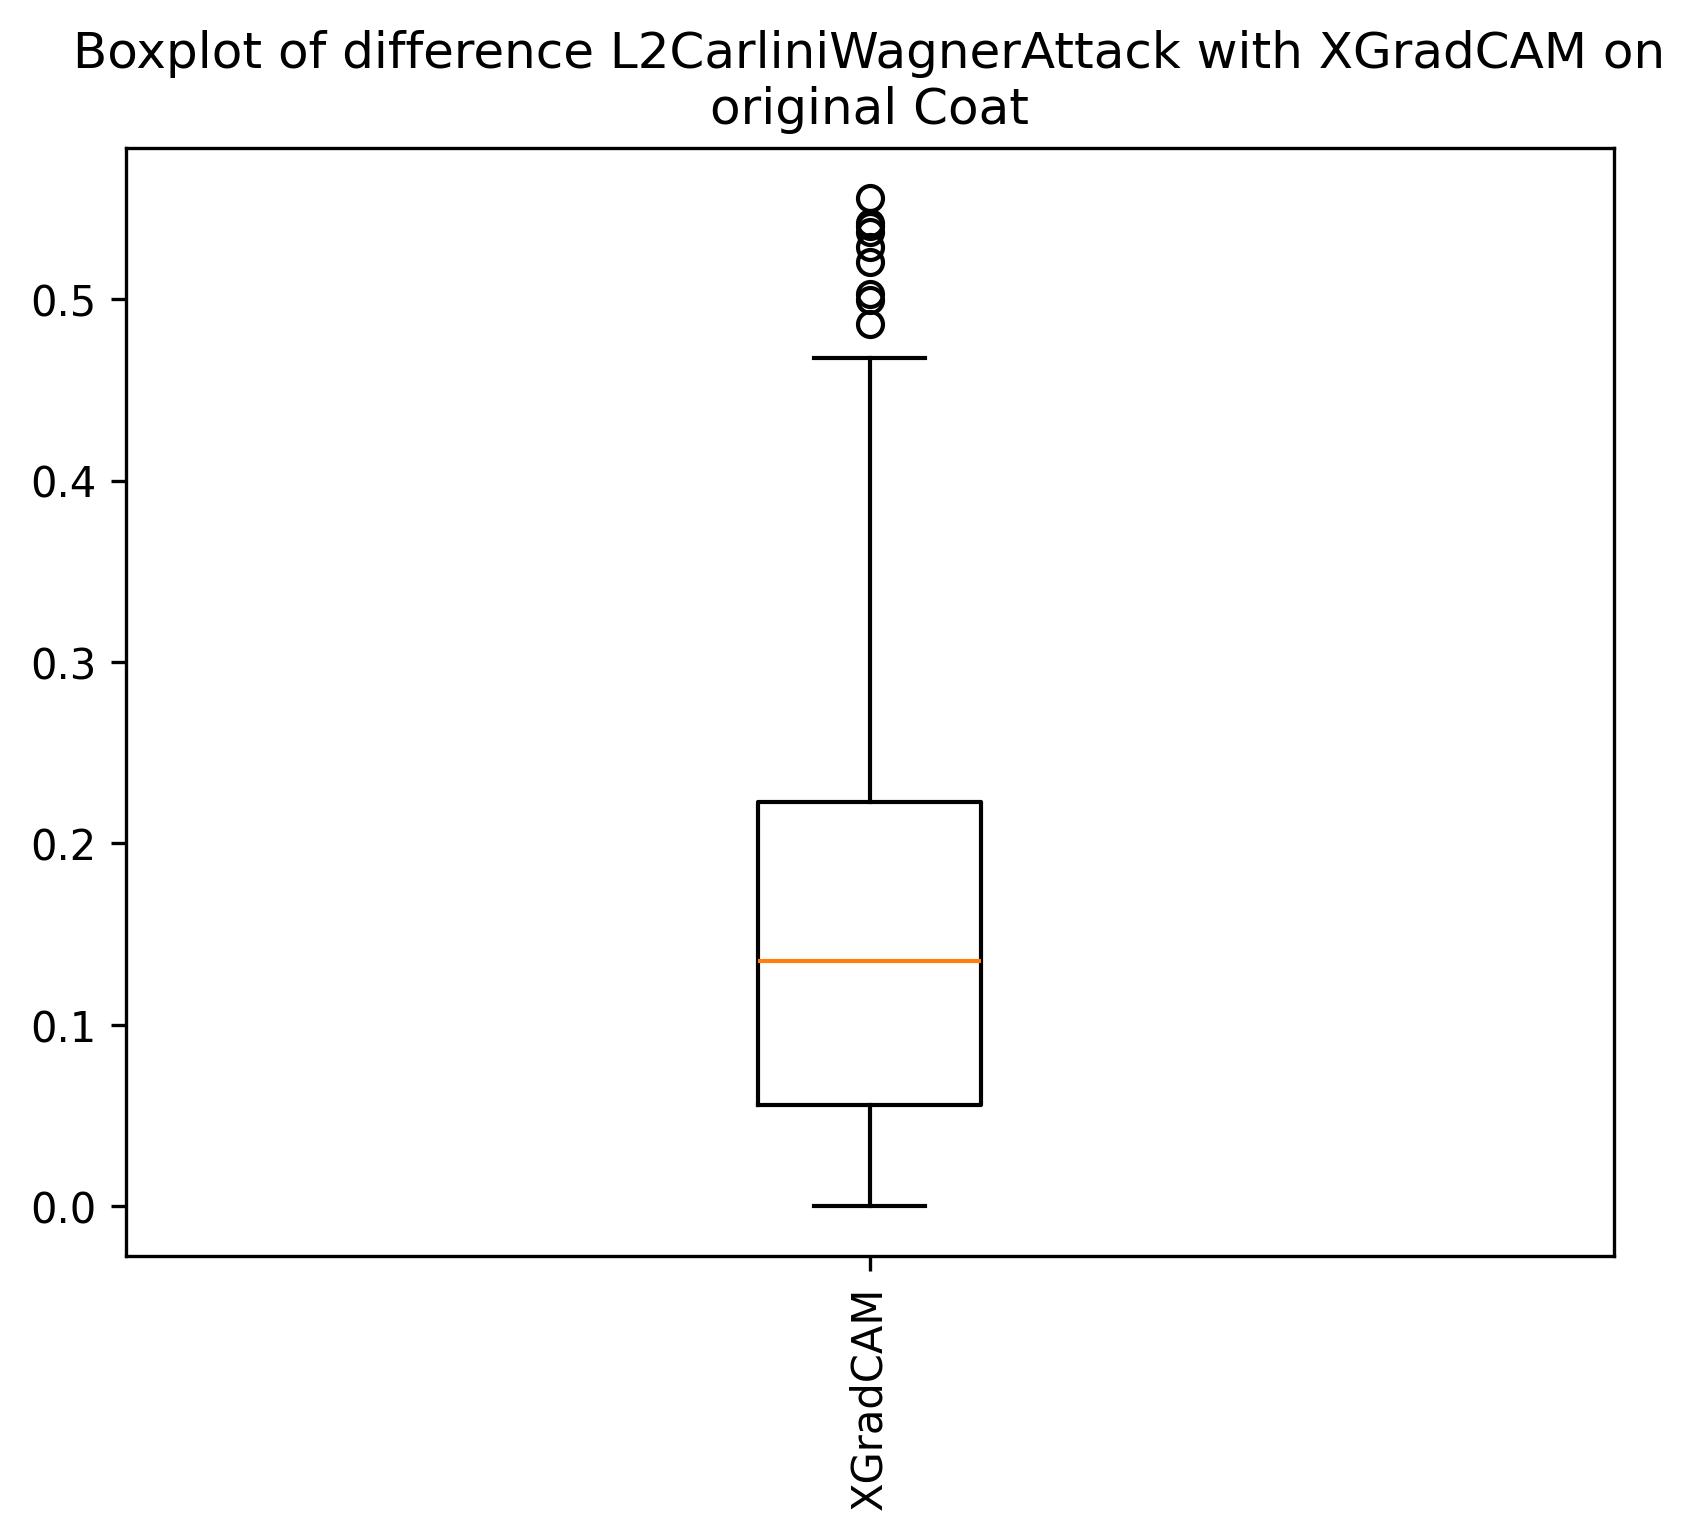 Boxplot of difference L2CarliniWagnerAttack with XGradCAM on
original Coat
0.5
0.4
0.3
0.2
0.1
0.0
XGradCAM